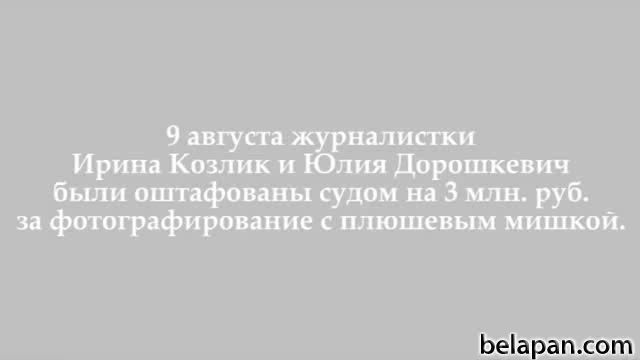 9 августа журналистки
Ирина Козлик и Юлия Дорошкевич
были оштафованы судом на 3 млн. руб.
за фотографирование с плюшевым мишкой.
belapan.com